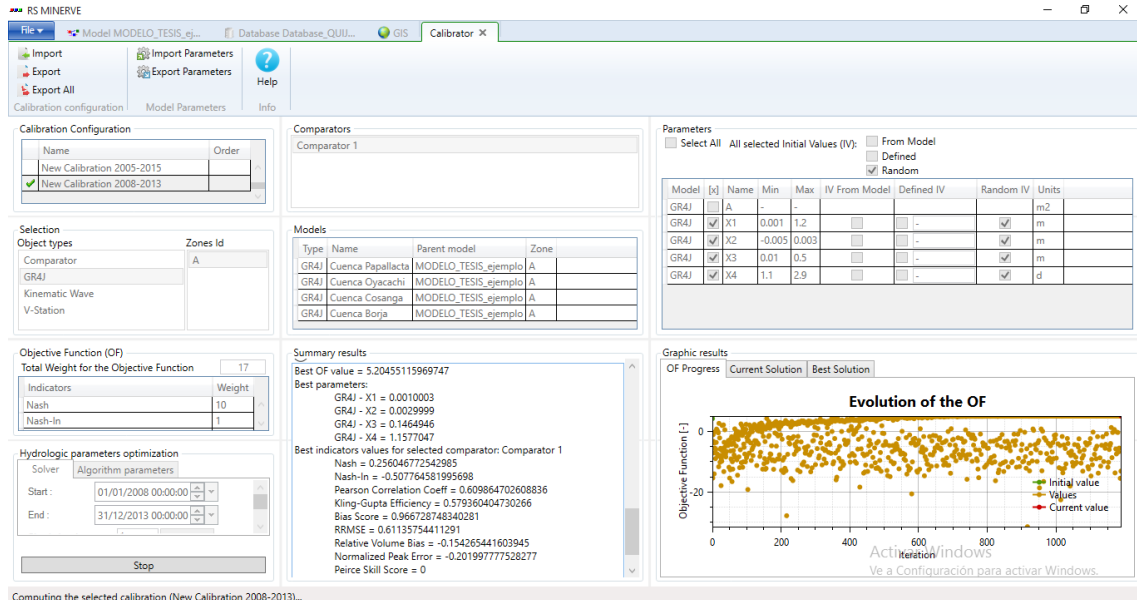 RS MINERVE
File
Model MODELO_TESIS_ej...
Database Database_QUIJ...
GIS
Calibrator
Import
Import Parameters
Export
Export Parameters
Export All
Help
Calibration configuration
Model Parameters
Info
Calibration Configuration
Name Order
New Calibration 2005-2015
New Calibration 2008-2013
Comparators
Comparator 1
Parameters
Select All All selected Initial Values (IV): From Model
Defined
Random
Model [x] Name Min Max IV From Model Defined IV Random IV Units
GR4J A - - m2
GR4J X1 0.001 1.2 - m
GR4J X2 -0.005 0.003 - m
GR4J X3 0.01 0.5 - m
GR4J X4 1.1 2.9 - d
Selection
Object types Zones Id
Comparator A
GR4J
Kinematic Wave
V-Station
Models
Type Name Parent model Zone
GR4J Cuenca Papallacta MODELO_TESIS_ejemplo A
GR4J Cuenca Oyacachi MODELO_TESIS_ejemplo A
GR4J Cuenca Cosanga MODELO_TESIS_ejemplo A
GR4J Cuenca Borja MODELO_TESIS_ejemplo A
Objective Function (OF)
Total Weight for the Objective Function 17
Indicators Weight
Nash 10
Nash-ln 1
Hydrologic parameters optimization
Solver Algorithm parameters
Start : 01/01/2008 00:00:00
End : 31/12/2013 00:00:00
Stop
Summary results
Best OF value = 5.20455115969747
Best parameters:
GR4J - X1 = 0.0010003
GR4J - X2 = 0.0029999
GR4J - X3 = 0.1464946
GR4J - X4 = 1.1577047
Best indicators values for selected comparator: Comparator 1
Nash = 0.256046772542985
Nash-ln = -0.507764581995698
Pearson Correlation Coeff = 0.609864702608836
Kling-Gupta Efficiency = 0.579360404730266
Bias Score = 0.966728748340281
RRMSE = 0.61135754411291
Relative Volume Bias = -0.154265441603945
Normalized Peak Error = -0.201997777528277
Peirce Skill Score = 0
Graphic results
OF Progress Current Solution Best Solution
Evolution of the OF
Objective Function [-]
0
-20
Initial value
Values
Current value
0 200 400 600 800 1000
Iteration
Activar Windows
Ve a Configuración para activar Windows.
Computing the selected calibration (New Calibration 2008-2013)...